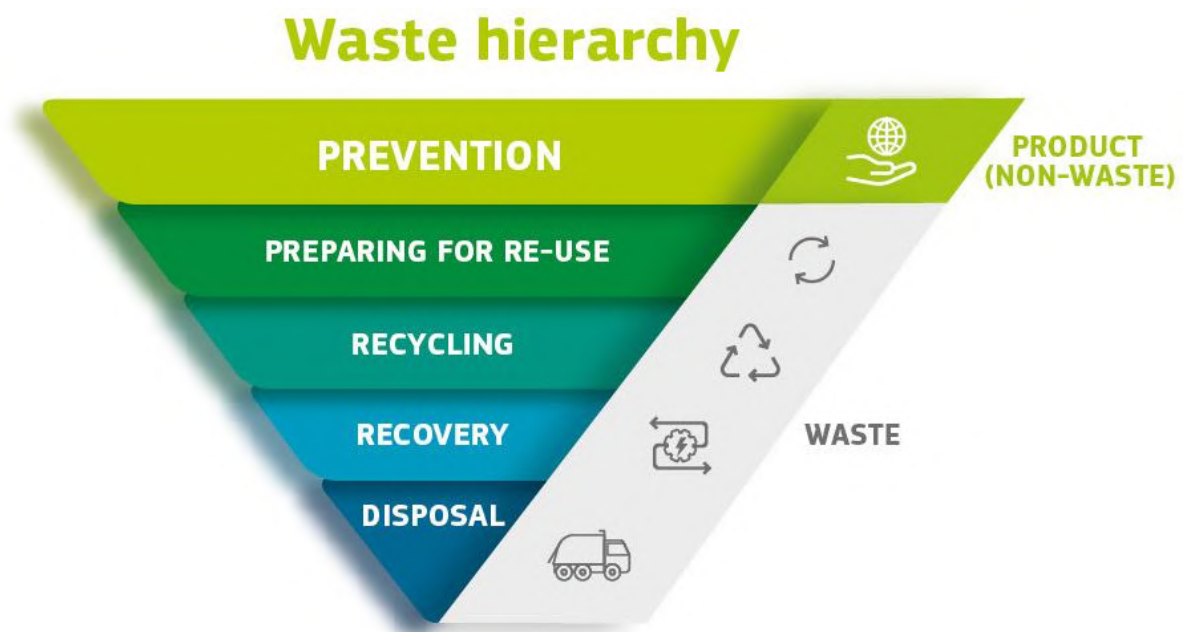 Waste hierarchy
PREVENTION
PRODUCT
(NON-WASTE)
PREPARING FOR RE-USE
RECYCLING
RECOVERY
WASTE
DISPOSAL